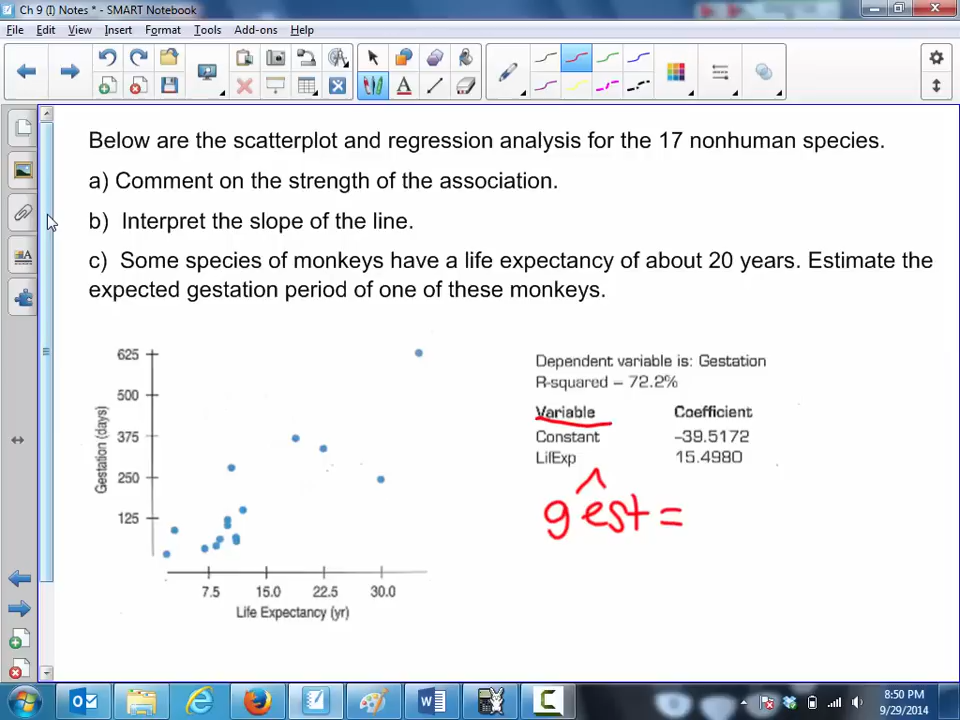 Ch 9 (I) Notes * - SMART Notebook
File Edit View Insert Format Tools Add-ons Help
Below are the scatterplot and regression analysis for the 17 nonhuman species.
a) Comment on the strength of the association.
b) Interpret the slope of the line.
c) Some species of monkeys have a life expectancy of about 20 years. Estimate the
expected gestation period of one of these monkeys.
625
500
375
250
125
Gestation (days)
7.5 15.0 22.5 30.0
Life Expectancy (yr)
Dependent variable is: Gestation
R-squared = 72.2%
Variable Coefficient
Constant -39.5172
LifExp 15.4980
gest =
8:50 PM
9/29/2014